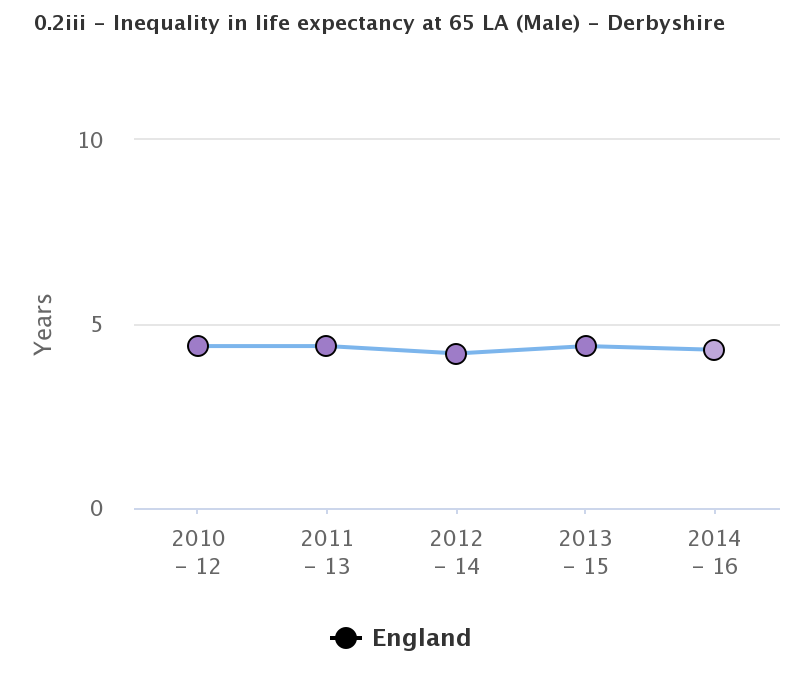 0.2iii – Inequality in life expectancy at 65 LA (Male) – Derbyshire
10
5
0
Years
2010 – 12
2011 – 13
2012 – 14
2013 – 15
2014 – 16
England